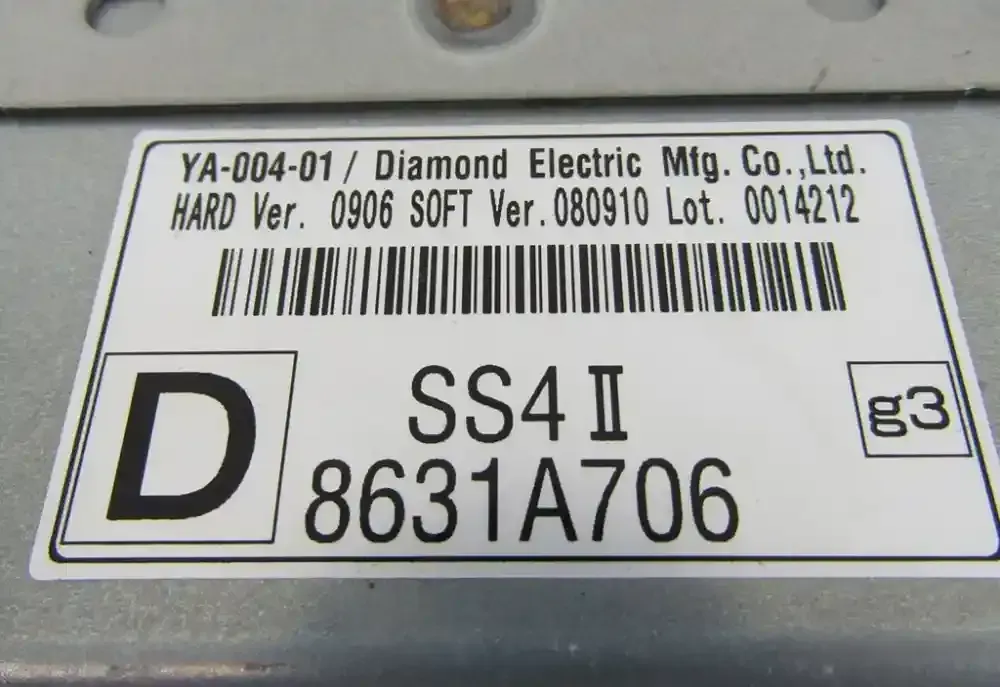 YA-004-01 / Diamond Electric Mfg. Co.,Ltd.
HARD Ver. 0906 SOFT Ver. 080910 Lot. 0014212
D
SS4Ⅱ
g3
8631A706